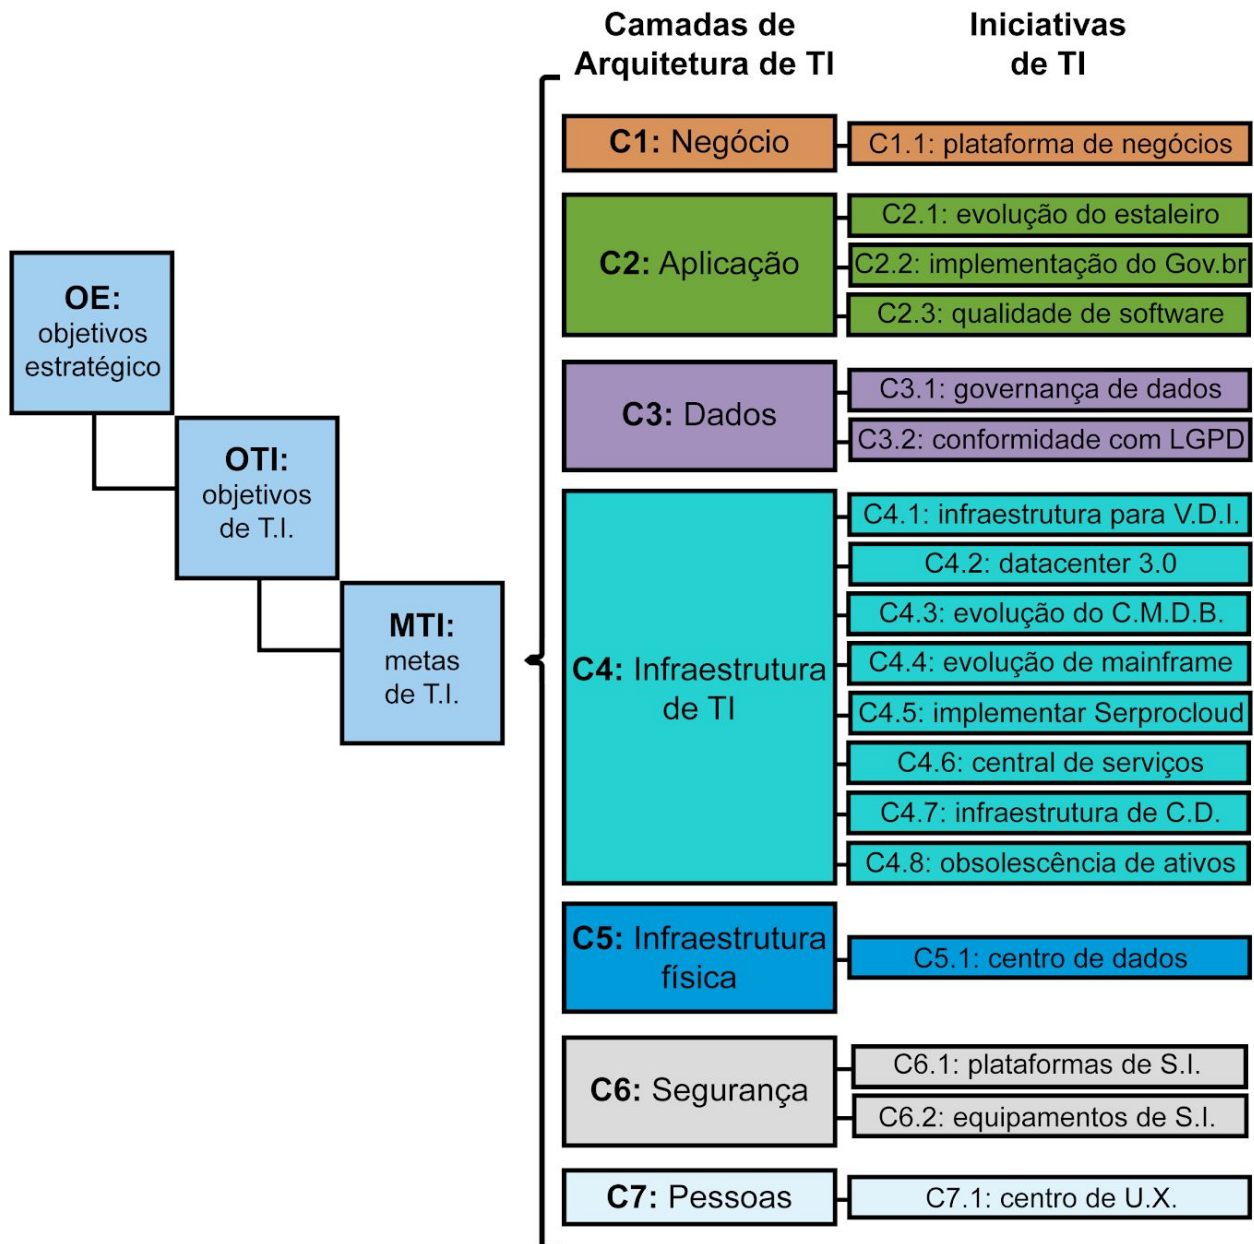 Camadas de
Arquitetura de TI
Iniciativas
de TI
OE:
objetivos
estratégico
OTI:
objetivos
de T.I.
MTI:
metas
de T.I.
C1: Negócio
C1.1: plataforma de negócios
C2: Aplicação
C2.1: evolução do estaleiro
C2.2: implementação do Gov.br
C2.3: qualidade de software
C3: Dados
C3.1: governança de dados
C3.2: conformidade com LGPD
C4: Infraestrutura
de TI
C4.1: infraestrutura para V.D.I.
C4.2: datacenter 3.0
C4.3: evolução do C.M.D.B.
C4.4: evolução de mainframe
C4.5: implementar Serprocloud
C4.6: central de serviços
C4.7: infraestrutura de C.D.
C4.8: obsolescência de ativos
C5: Infraestrutura
física
C5.1: centro de dados
C6: Segurança
C6.1: plataformas de S.I.
C6.2: equipamentos de S.I.
C7: Pessoas
C7.1: centro de U.X.